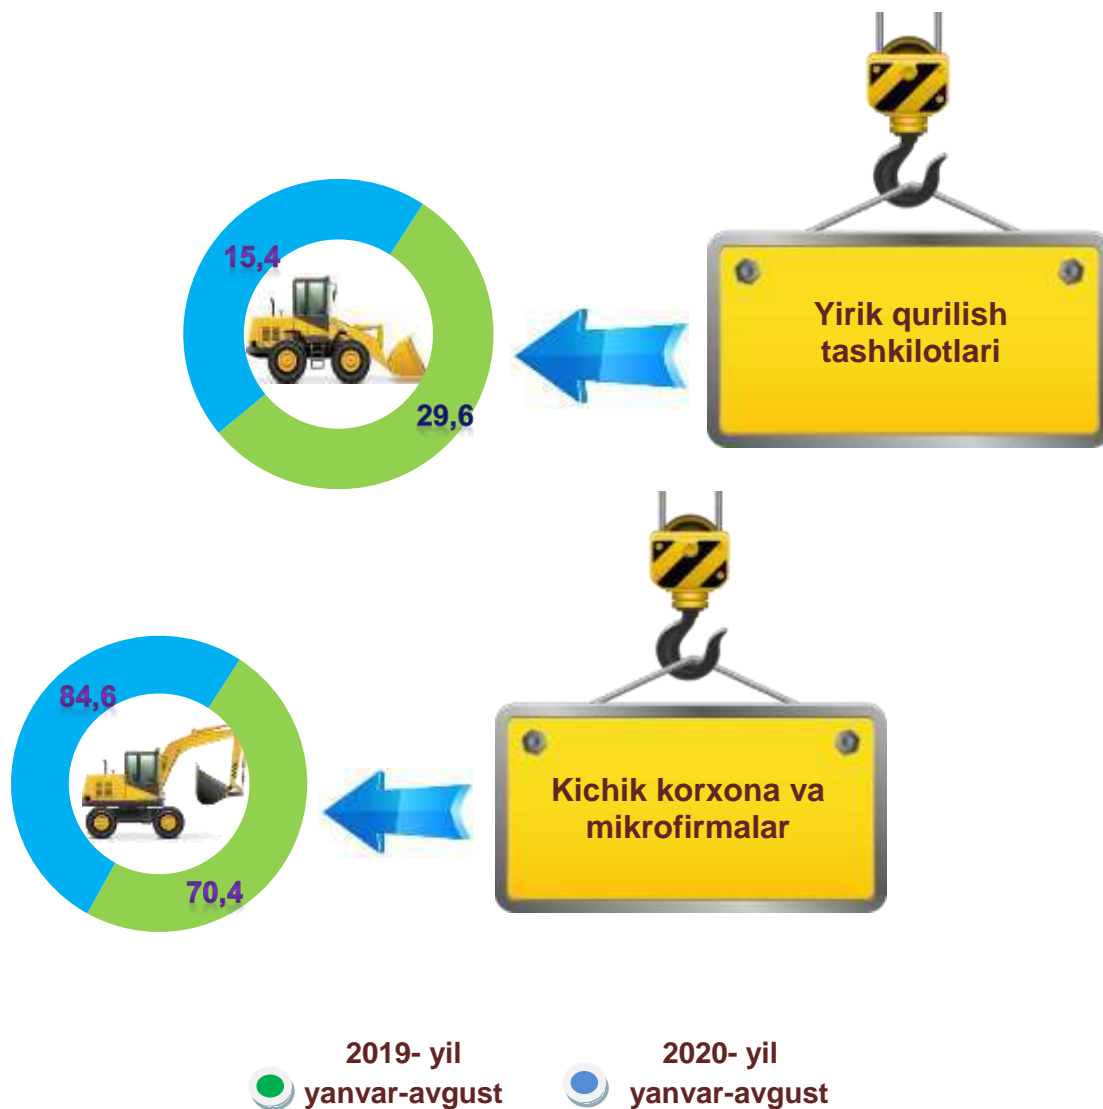 15,4
29,6
Yirik qurilish
tashkilotlari
84,6
70,4
Kichik korxona va
mikrofirmalar
2019- yil
yanvar-avgust
2020- yil
yanvar-avgust